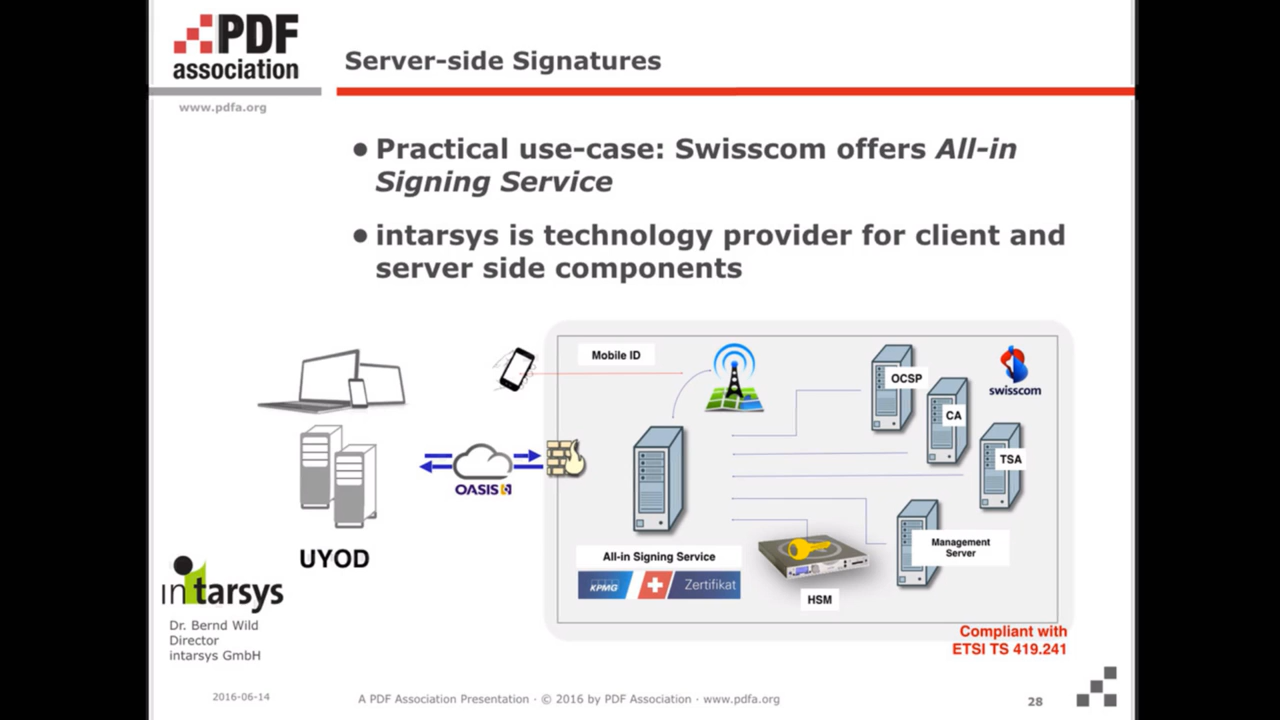 PDF
association
www.pdfa.org
Server-side Signatures
• Practical use-case: Swisscom offers All-in
Signing Service
• intarsys is technology provider for client and
server side components
Mobile ID
OCSP
swisscom
CA
TSA
OASIS
UYOD
All-in Signing Service
KPMG
Zertifikat
HSM
Management
Server
Compliant with
ETSI TS 419.241
intarsys
Dr. Bernd Wild
Director
intarsys GmbH
2016-06-14
A PDF Association Presentation · © 2016 by PDF Association · www.pdfa.org
28